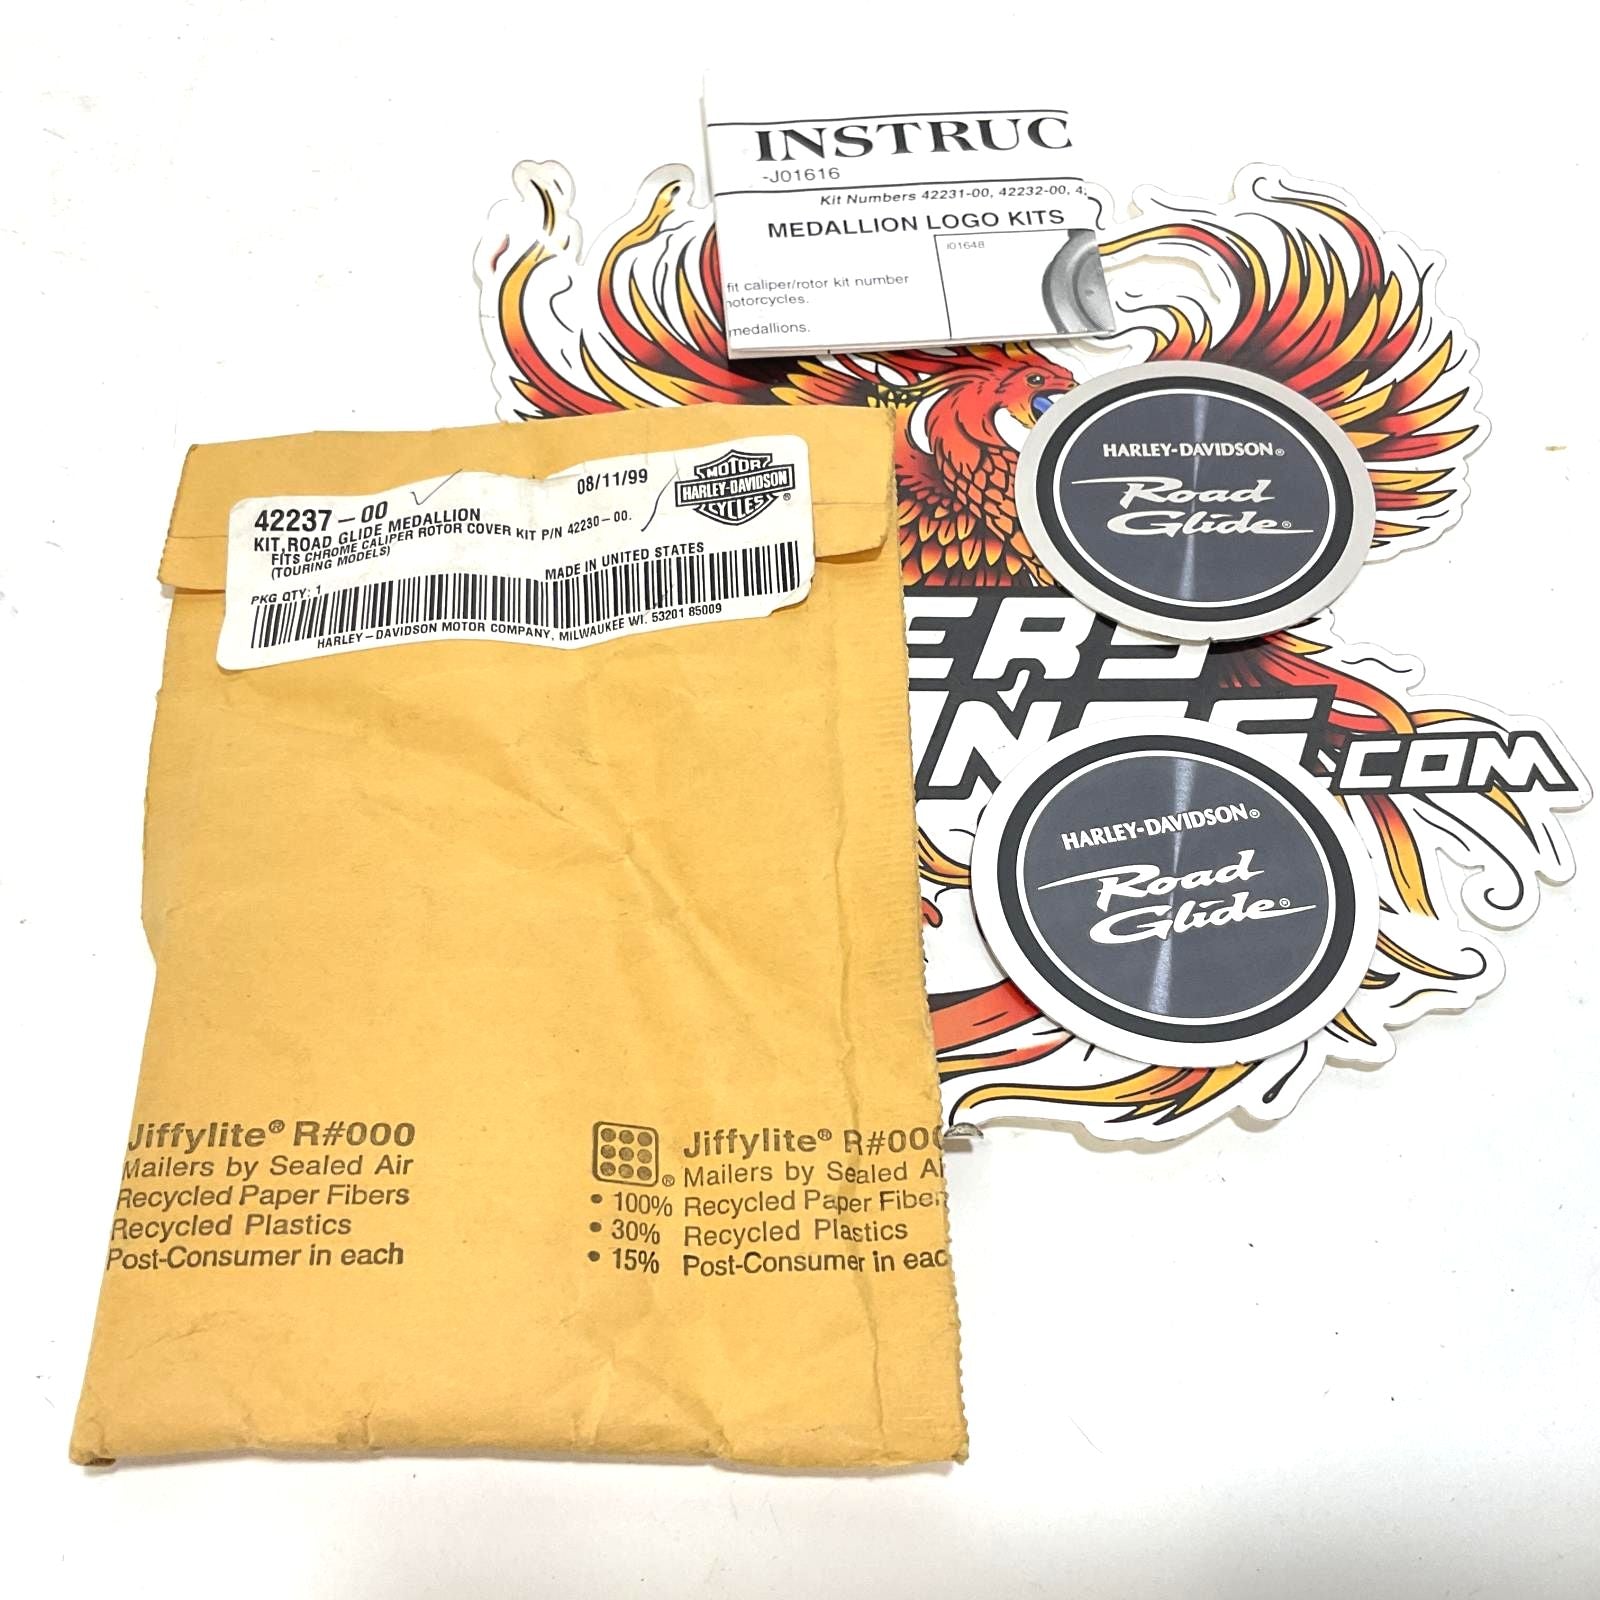 INSTRUC
-J01616
Kit Numbers 42231-00, 42232-00, 4
MEDALLION LOGO KITS
I01648
fit caliper/rotor kit number
motorcycles.
medallions.
42237-00
08/11/99
MOTOR
HARLEY-DAVIDSON
CYCLES ®
KIT, ROAD GLIDE MEDALLION
FITS CHROME CALIPER ROTOR COVER KIT P/N 42230-00.
(TOURING MODELS)
MADE IN UNITED STATES
PKG QTY: 1
HARLEY-DAVIDSON MOTOR COMPANY, MILWAUKEE WI. 53201 85009
HARLEY-DAVIDSON®
Road
Glide®
ERS
.COM
HARLEY-DAVIDSON®
Road
Glide®
Jiffylite® R#000
Mailers by Sealed Air
Recycled Paper Fibers
Recycled Plastics
Post-Consumer in each
® Jiffylite® R#000
Mailers by Sealed Ai
• 100% Recycled Paper Fiber
• 30% Recycled Plastics
• 15% Post-Consumer in eac